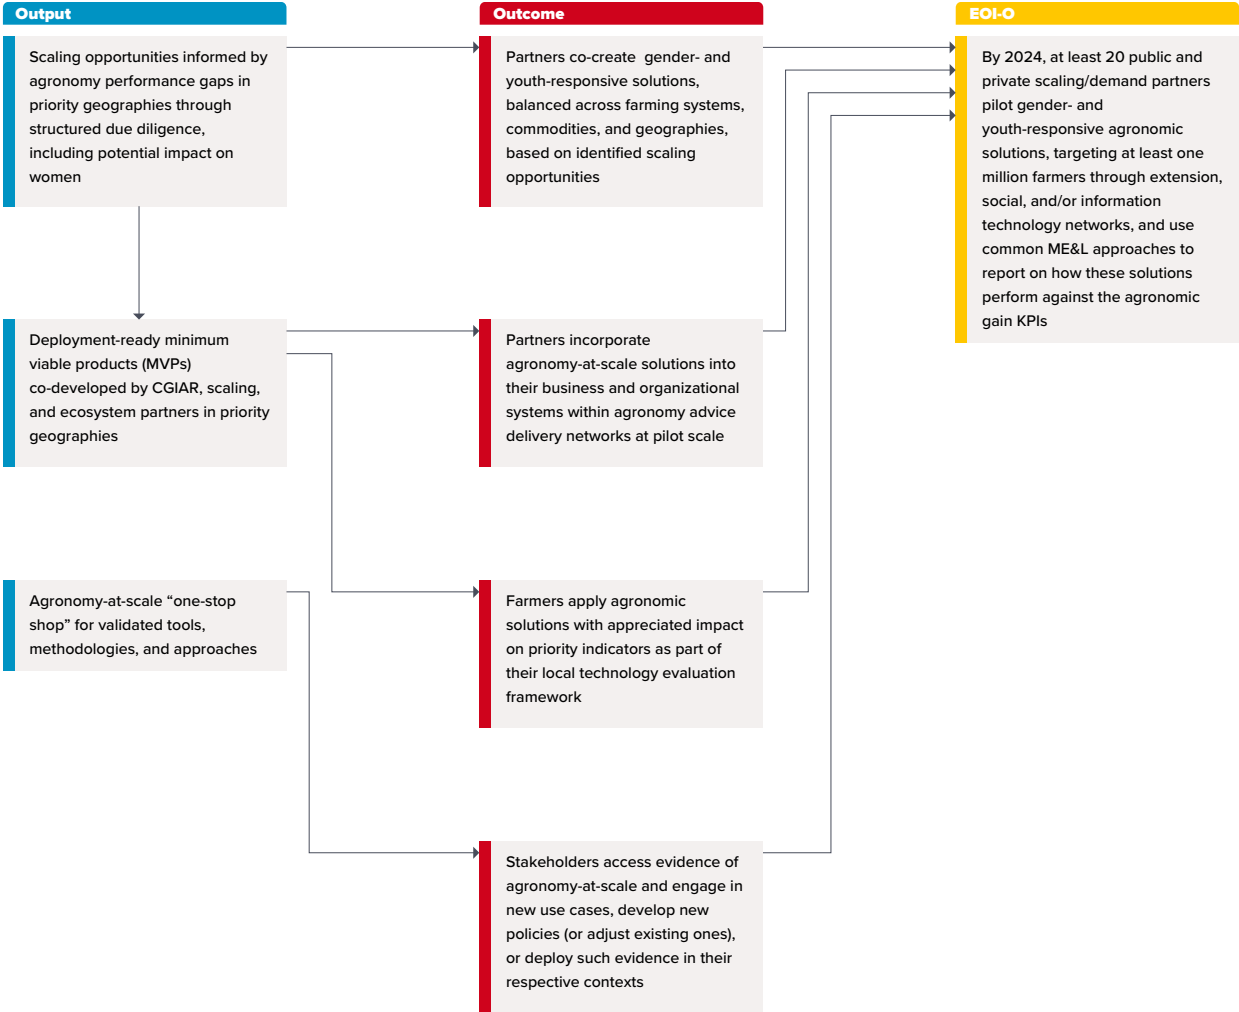 Output
Scaling opportunities informed by
agronomy performance gaps in
priority geographies through
structured due diligence,
including potential impact on
women
Deployment-ready minimum
viable products (MVPs)
co-developed by CGIAR, scaling,
and ecosystem partners in priority
geographies
Agronomy-at-scale “one-stop
shop” for validated tools,
methodologies, and approaches
Outcome
Partners co-create gender- and
youth-responsive solutions,
balanced across farming systems,
commodities, and geographies,
based on identified scaling
opportunities
Partners incorporate
agronomy-at-scale solutions into
their business and organizational
systems within agronomy advice
delivery networks at pilot scale
Farmers apply agronomic
solutions with appreciated impact
on priority indicators as part of
their local technology evaluation
framework
Stakeholders access evidence of
agronomy-at-scale and engage in
new use cases, develop new
policies (or adjust existing ones),
or deploy such evidence in their
respective contexts
EOI-O
By 2024, at least 20 public and
private scaling/demand partners
pilot gender- and
youth-responsive agronomic
solutions, targeting at least one
million farmers through extension,
social, and/or information
technology networks, and use
common ME&L approaches to
report on how these solutions
perform against the agronomic
gain KPIs